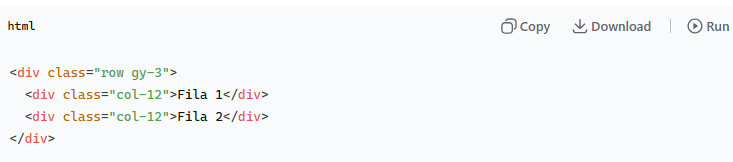 html Copy Download Run
<div class="row gy-3">
  <div class="col-12">Fila 1</div>
  <div class="col-12">Fila 2</div>
</div>